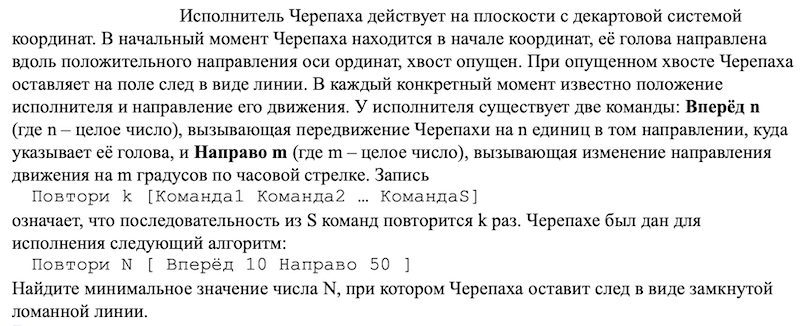 Исполнитель Черепаха действует на плоскости с декартовой системой
координат. В начальный момент Черепаха находится в начале координат, её голова направлена
вдоль положительного направления оси ординат, хвост опущен. При опущенном хвосте Черепаха
оставляет на поле след в виде линии. В каждый конкретный момент известно положение
исполнителя и направление его движения. У исполнителя существует две команды: Вперёд n
(где n – целое число), вызывающая передвижение Черепахи на n единиц в том направлении, куда
указывает её голова, и Направо m (где m – целое число), вызывающая изменение направления
движения на m градусов по часовой стрелке. Запись
Повтори k [Команда1 Команда2 … КомандаS]
означает, что последовательность из S команд повторится k раз. Черепахе был дан для
исполнения следующий алгоритм:
Повтори N [ Вперёд 10 Направо 50 ]
Найдите минимальное значение числа N, при котором Черепаха оставит след в виде замкнутой
ломанной линии.